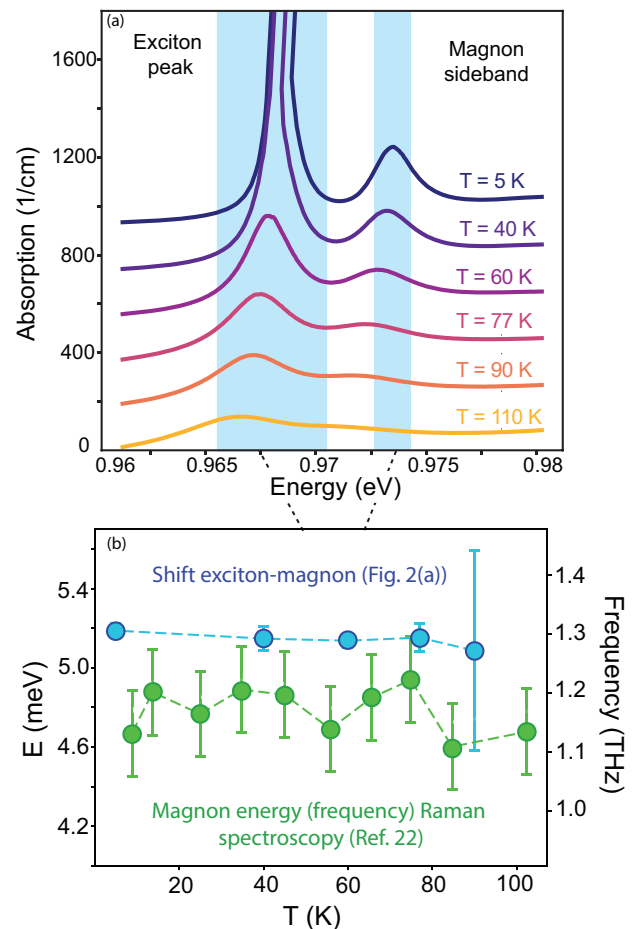 (a)
Exciton
peak
Magnon
sideband
1600
1200
800
400
0
Absorption (1/cm)
T = 5 K
T = 40 K
T = 60 K
T = 77 K
T = 90 K
T = 110 K
0.96
0.965
0.97
0.975
0.98
Energy (eV)
(b)
Shift exciton-magnon (Fig. 2(a))
5.4
5.0
4.6
4.2
E (meV)
1.4
1.3
1.2
1.1
1.0
Frequency (THz)
Magnon energy (frequency) Raman
spectroscopy (Ref. 22)
20
40
60
80
100
T (K)